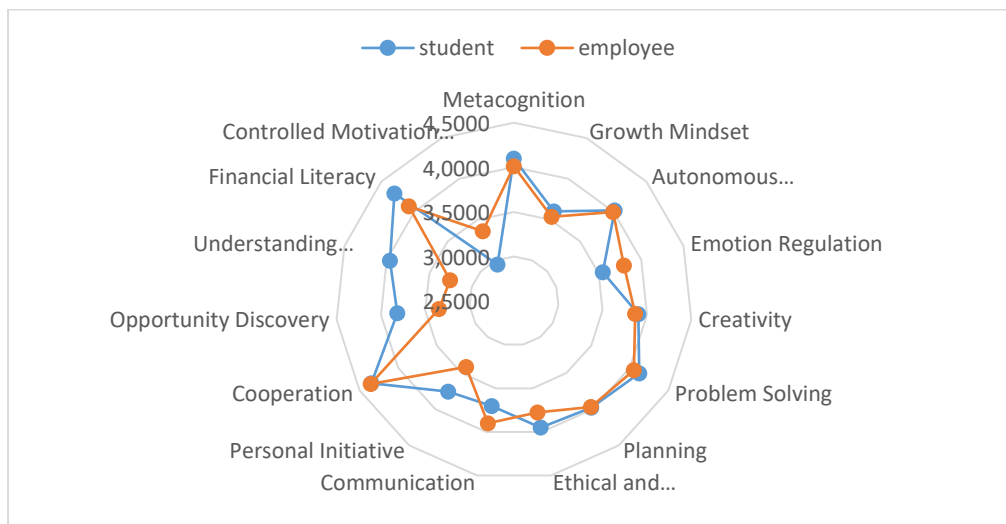 student employee
Metacognition
Growth Mindset
Autonomous...
Emotion Regulation
Creativity
Problem Solving
Planning
Ethical and...
Communication
Personal Initiative
Cooperation
Opportunity Discovery
Understanding...
Financial Literacy
Controlled Motivation...
4,5000
4,0000
3,5000
3,0000
2,5000